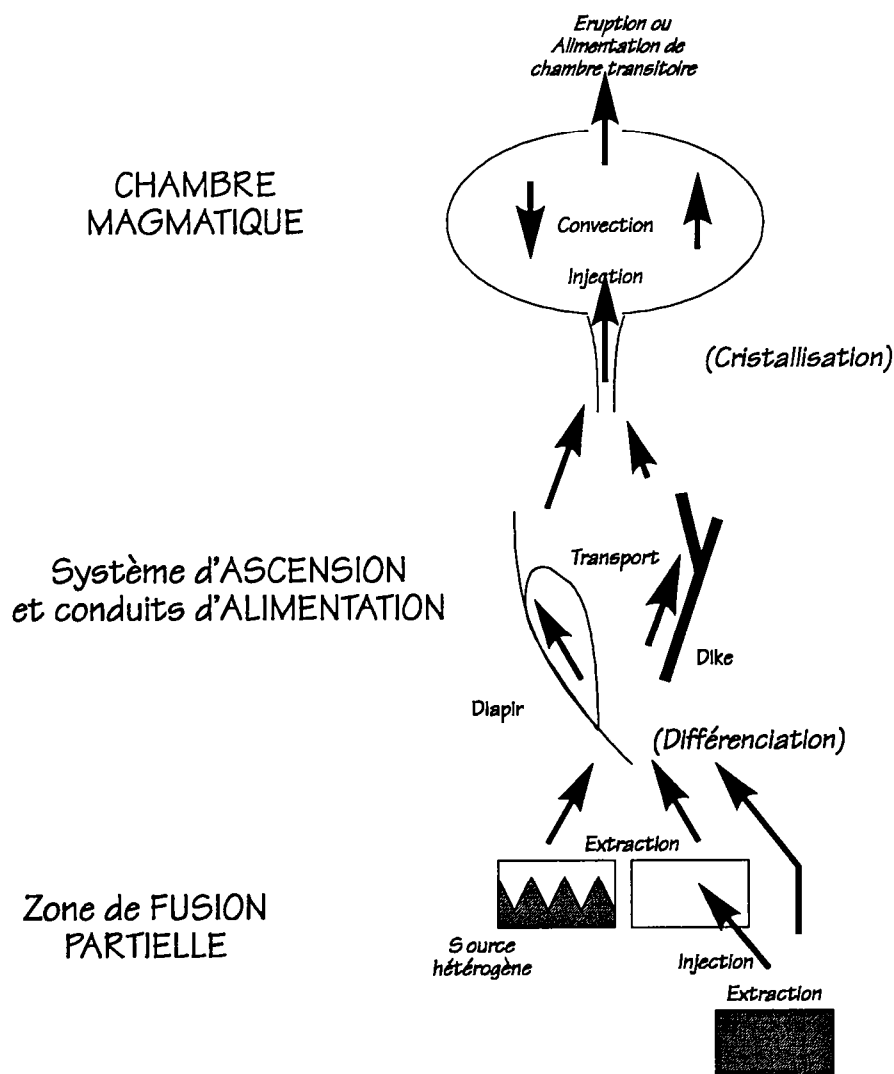 Eruption ou
Alimentation de
chambre transitoire
CHAMBRE
MAGMATIQUE
Convection
Injection
(Cristallisation)
Système d'ASCENSION
et conduits d'ALIMENTATION
Transport
Dike
Diapir
(Différenciation)
Extraction
Zone de FUSION
PARTIELLE
Source
hétérogène
Injection
Extraction